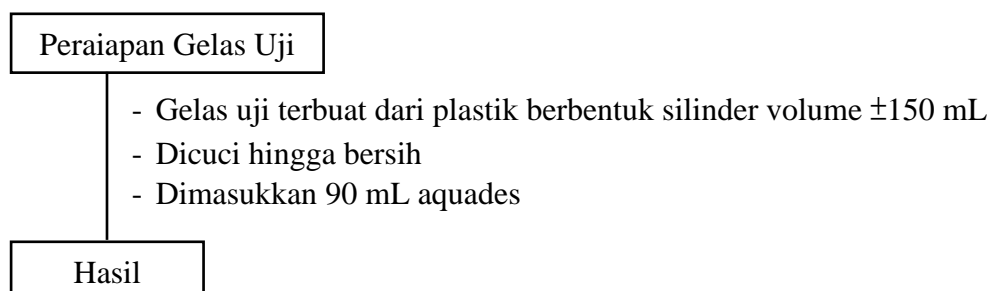 Peraiapan Gelas Uji
- Gelas uji terbuat dari plastik berbentuk silinder volume ±150 mL
- Dicuci hingga bersih
- Dimasukkan 90 mL aquades
Hasil